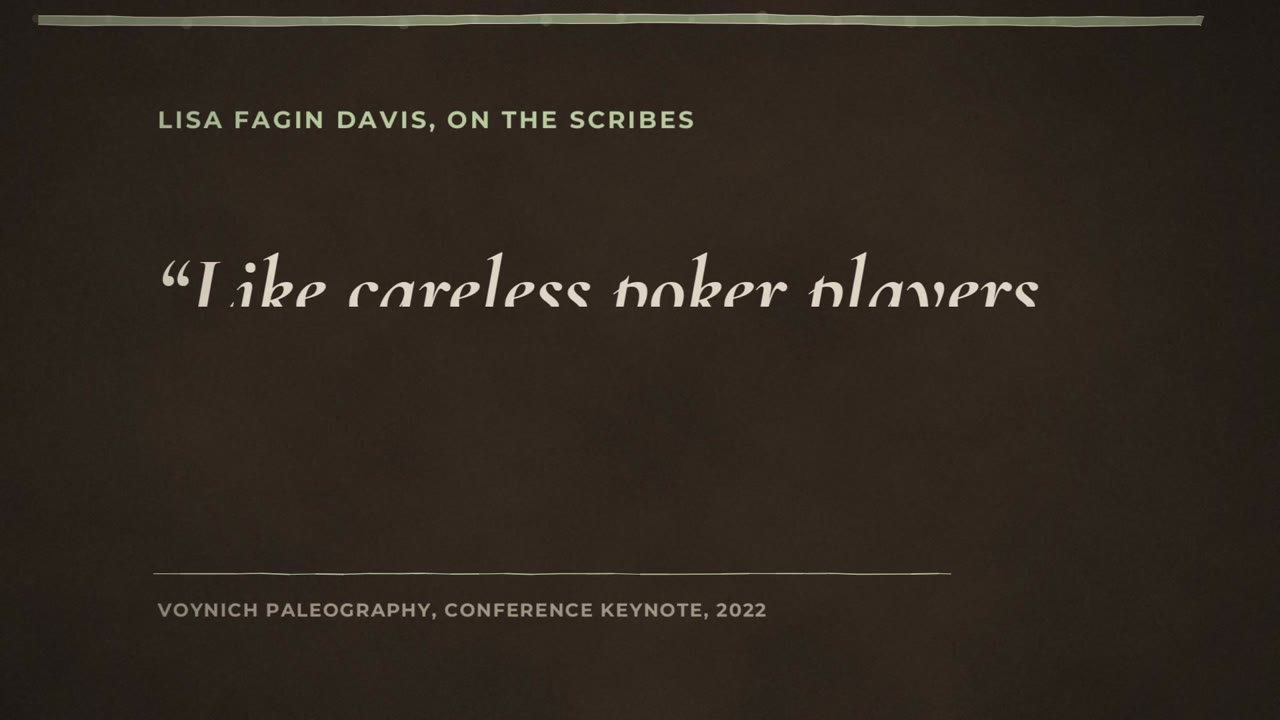 LISA FAGIN DAVIS, ON THE SCRIBES
“Like careless poker players
VOYNICH PALEOGRAPHY, CONFERENCE KEYNOTE, 2022